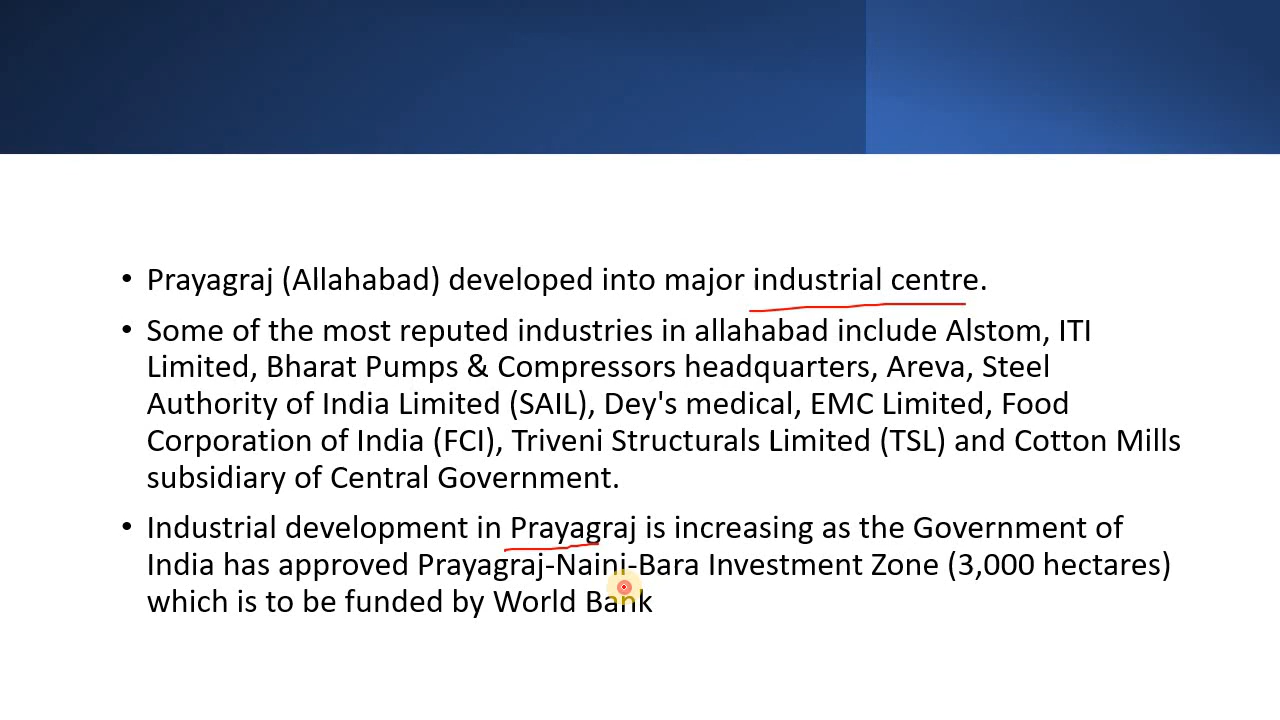 • Prayagraj (Allahabad) developed into major industrial centre.
• Some of the most reputed industries in allahabad include Alstom, ITI
Limited, Bharat Pumps & Compressors headquarters, Areva, Steel
Authority of India Limited (SAIL), Dey's medical, EMC Limited, Food
Corporation of India (FCI), Triveni Structurals Limited (TSL) and Cotton Mills
subsidiary of Central Government.
• Industrial development in Prayagraj is increasing as the Government of
India has approved Prayagraj-Naini-Bara Investment Zone (3,000 hectares)
which is to be funded by World Bank